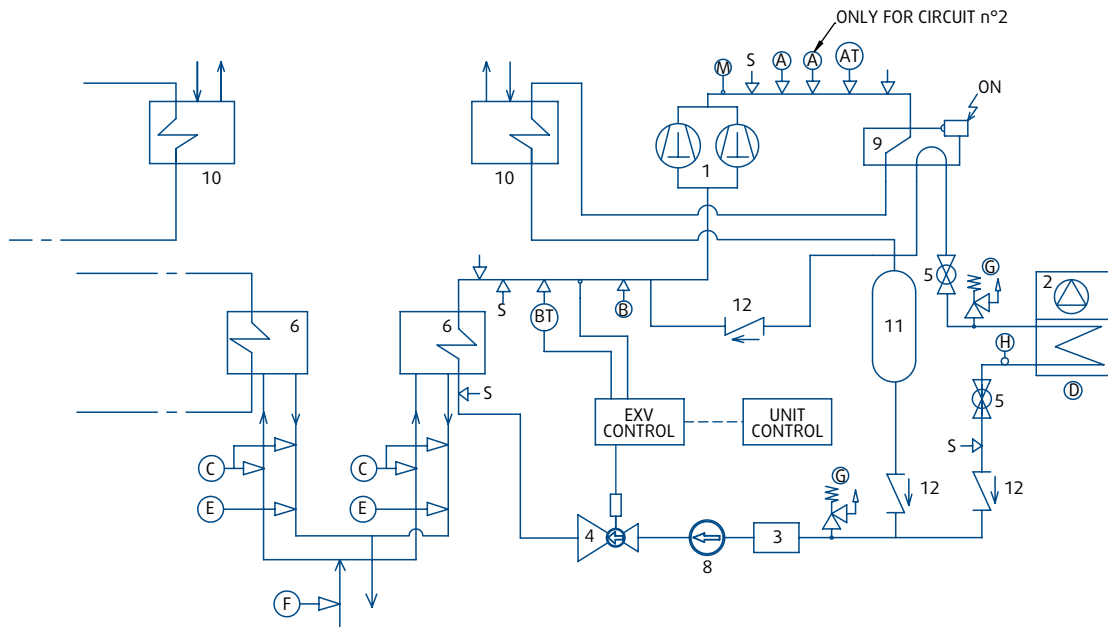 ONLY FOR CIRCUIT n°2
M
S
A
A
AT
ON
10
10
1
9
5
G
2
S
BT
B
12
11
H
6
6
D
S
EXV CONTROL
UNIT CONTROL
5
S
C
C
G
12
12
E
E
4
8
3
F